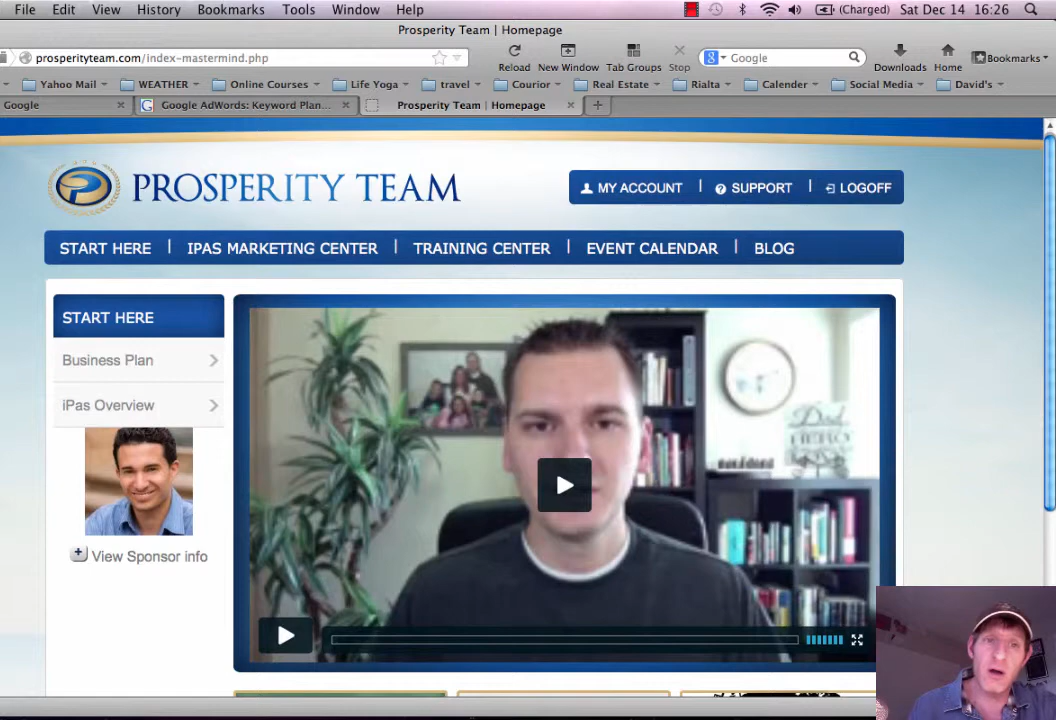 File Edit View History Bookmarks Tools Window Help (Charged) Sat Dec 14 16:26
Prosperity Team | Homepage
prosperityteam.com/index-mastermind.php Reload New Window Tab Groups Stop Google Downloads Home Bookmarks
Yahoo Mail WEATHER Online Courses Life Yoga travel Courior Real Estate Rialta Calender Social Media David's
Google Google AdWords: Keyword Plan... Prosperity Team | Homepage
PROSPERITY TEAM
MY ACCOUNT | SUPPORT | LOGOFF
START HERE | IPAS MARKETING CENTER | TRAINING CENTER | EVENT CALENDAR | BLOG
START HERE
Business Plan
iPas Overview
View Sponsor info
Dad
HERO